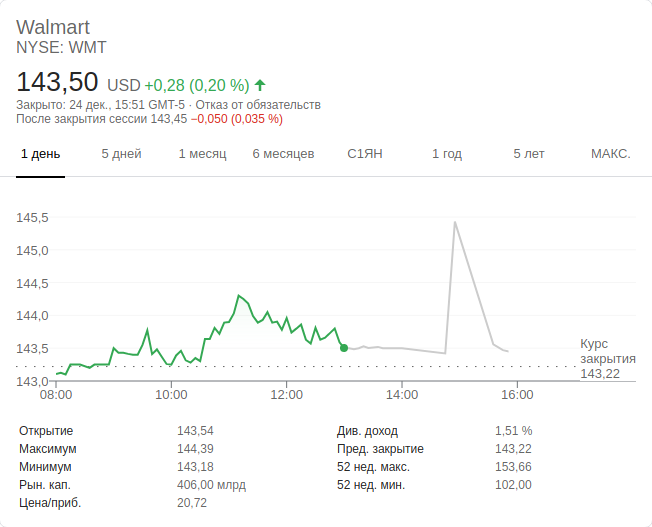 Walmart
NYSE: WMT
143,50 USD +0,28 (0,20 %)
Закрыто: 24 дек., 15:51 GMT-5 · Отказ от обязательств
После закрытия сессии 143,45 −0,050 (0,035 %)
1 день 5 дней 1 месяц 6 месяцев С1ЯН 1 год 5 лет МАКС.
145,5
145,0
144,5
144,0
143,5
143,0
Курс
закрытия
143,22
08:00 10:00 12:00 14:00 16:00
Открытие 143,54 Див. доход 1,51 %
Максимум 144,39 Пред. закрытие 143,22
Минимум 143,18 52 нед. макс. 153,66
Рын. кап. 406,00 млрд 52 нед. мин. 102,00
Цена/приб. 20,72